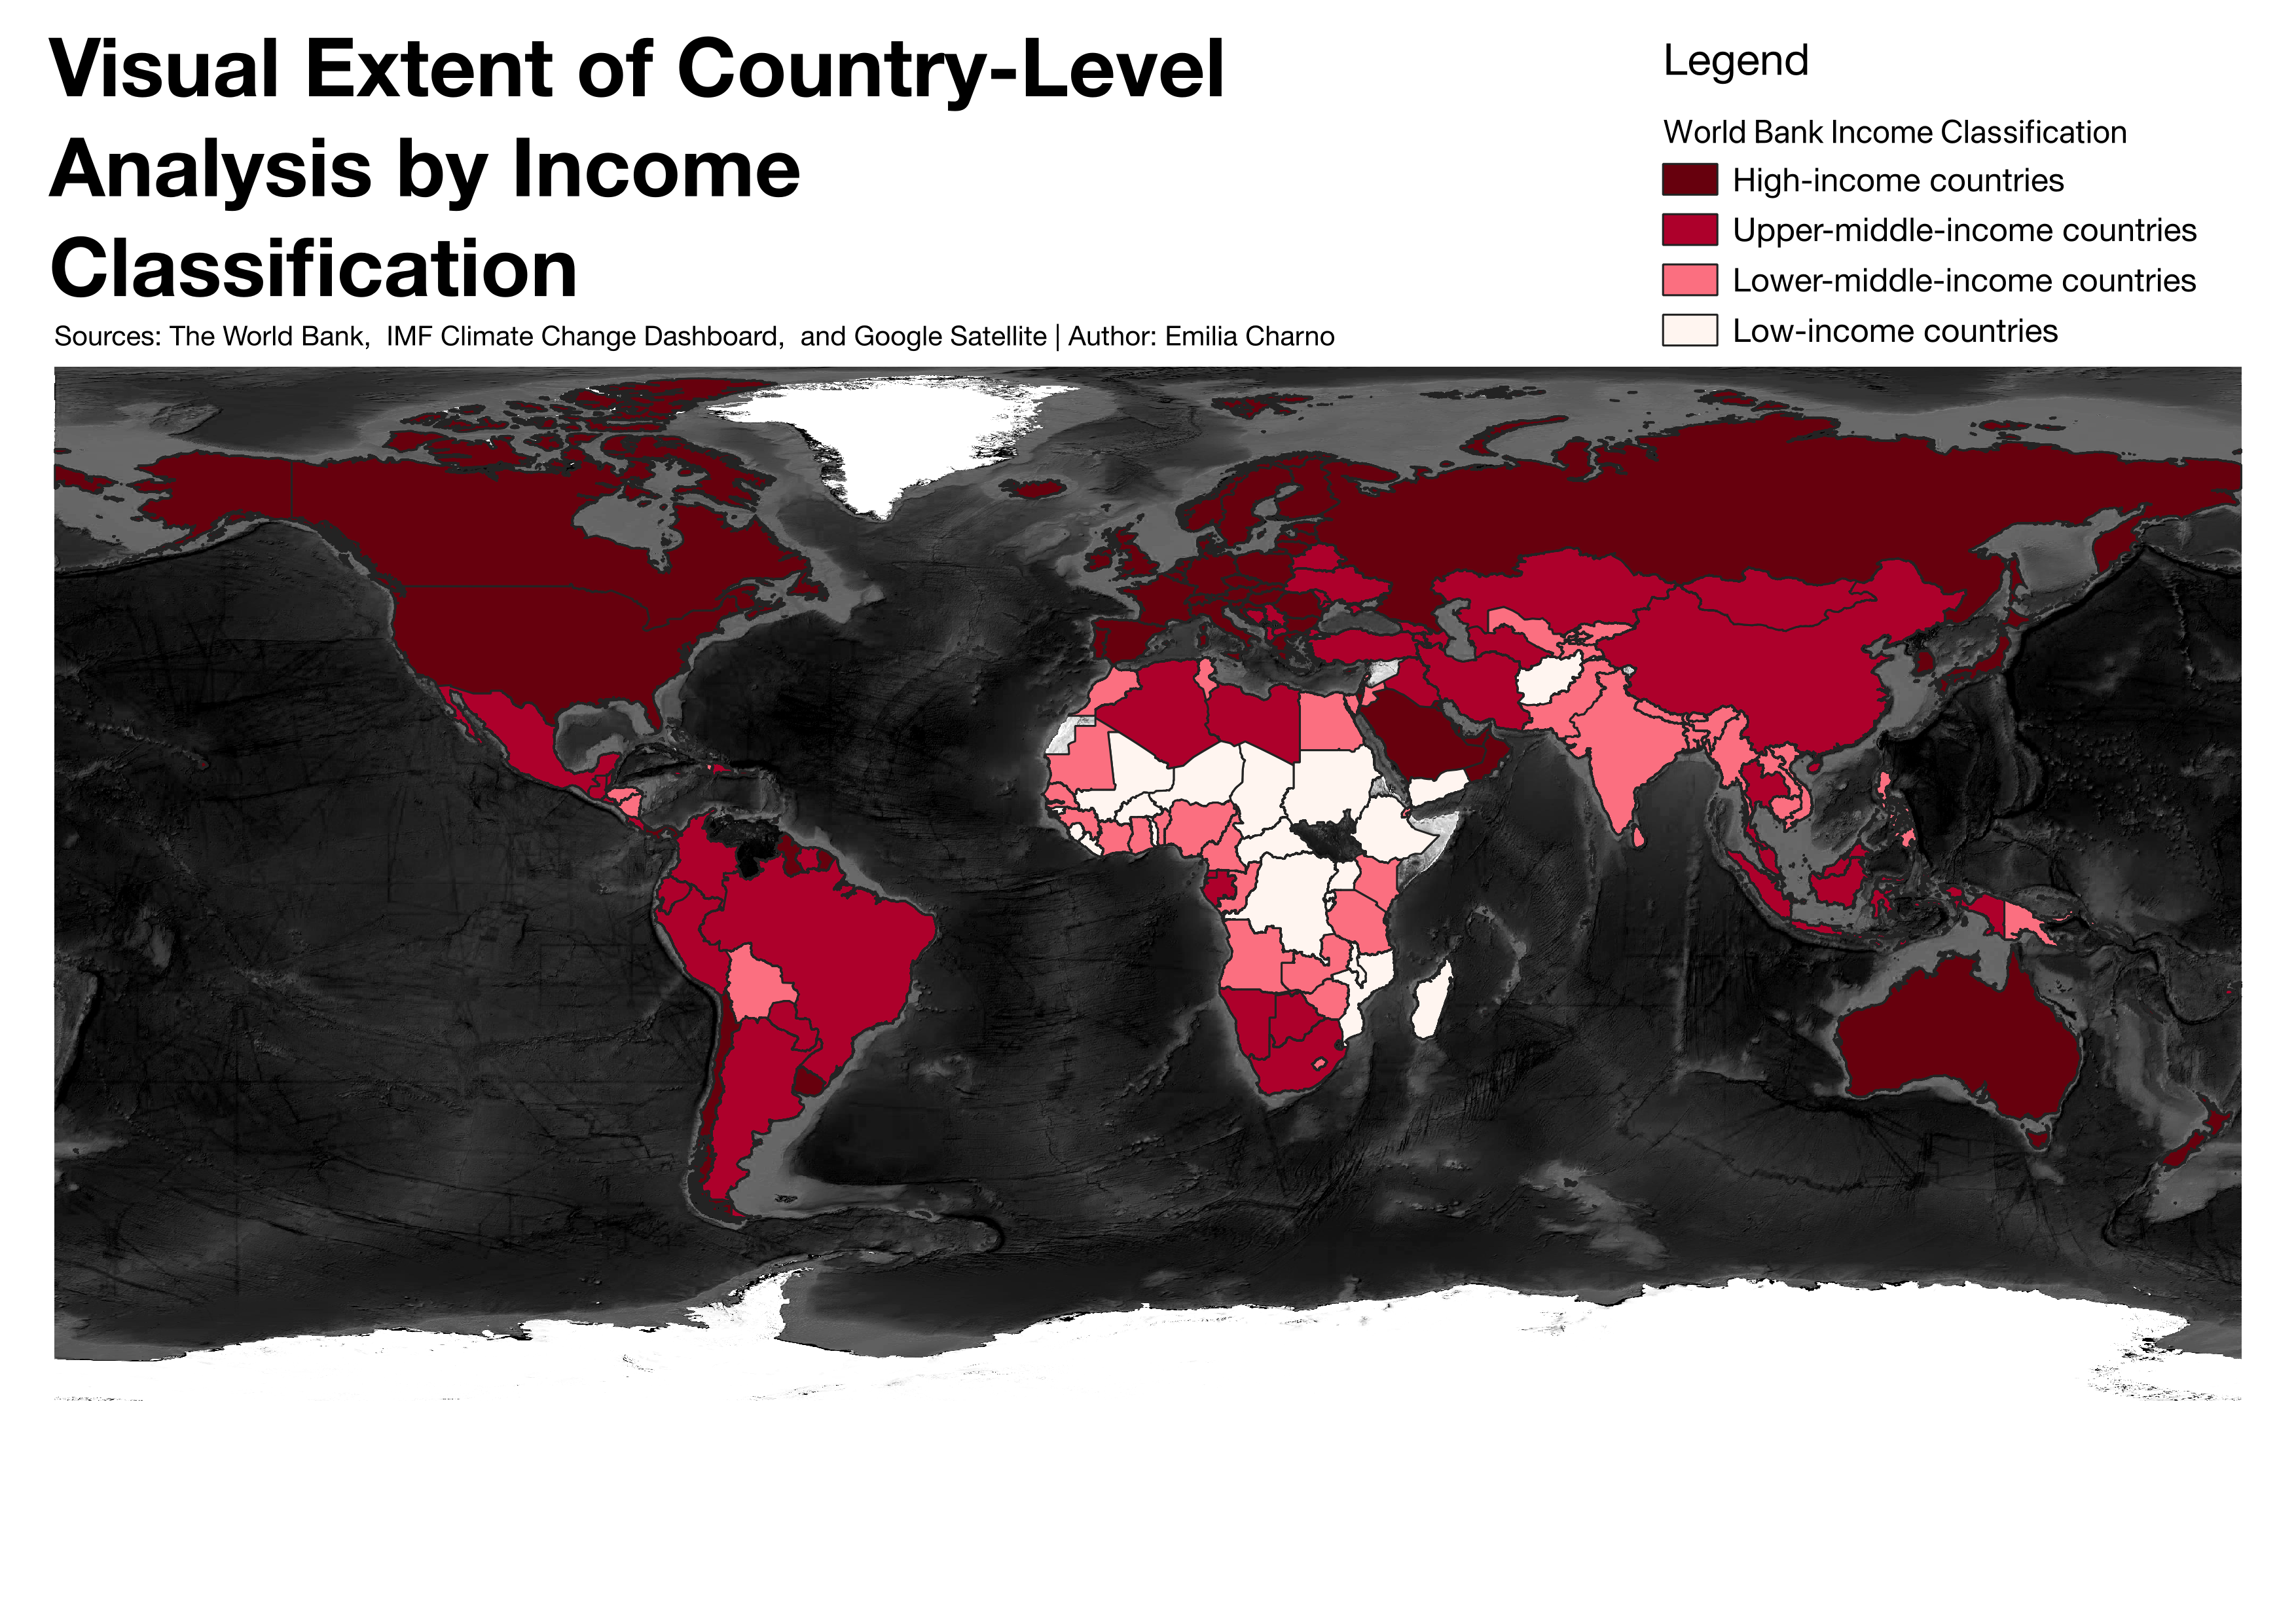 Visual Extent of Country-Level
Analysis by Income
Classification
Sources: The World Bank,  IMF Climate Change Dashboard,  and Google Satellite | Author: Emilia Charno
Legend
World Bank Income Classification
High-income countries
Upper-middle-income countries
Lower-middle-income countries
Low-income countries